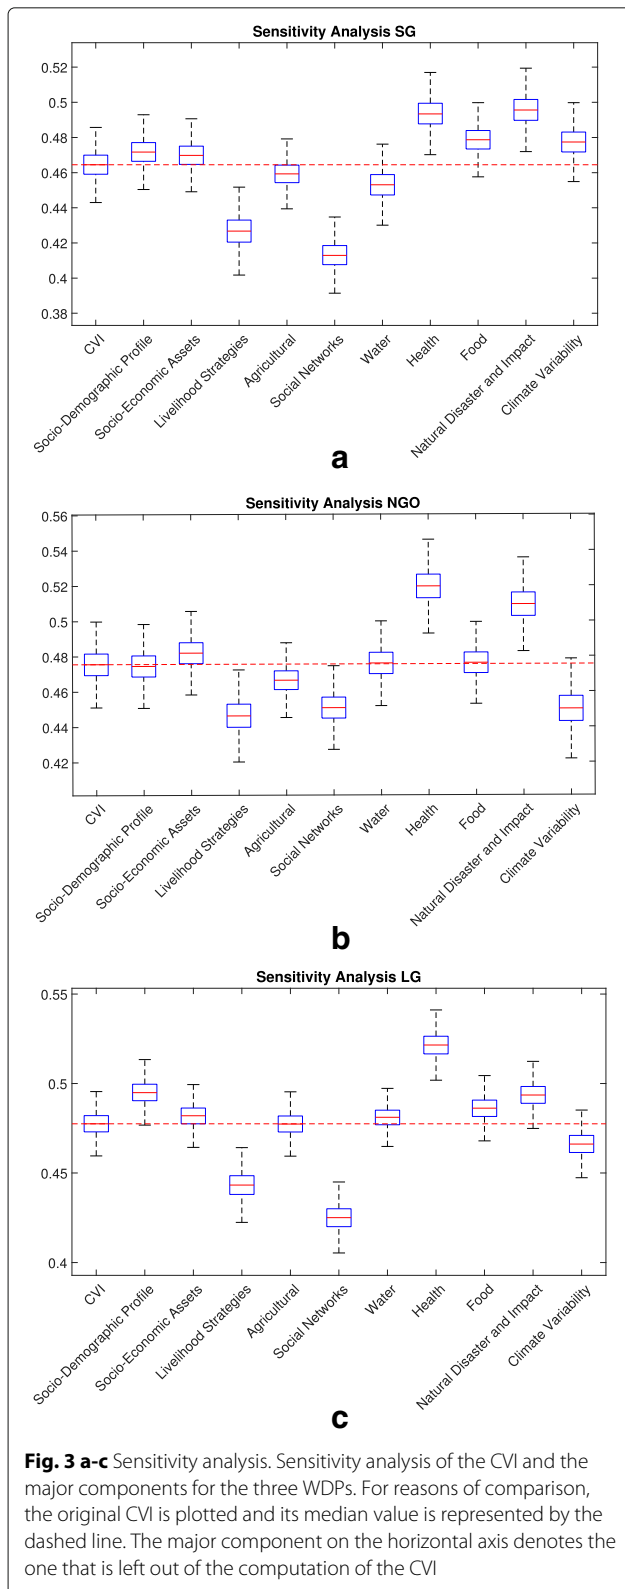 Sensitivity Analysis SG
0.52
0.5
0.48
0.46
0.44
0.42
0.4
0.38
CVI
Socio-Demographic Profile
Socio-Economic Assets
Livelihood Strategies
Agricultural
Social Networks
Water
Health
Food
Natural Disaster and Impact
Climate Variability
a
Sensitivity Analysis NGO
0.56
0.54
0.52
0.5
0.48
0.46
0.44
0.42
CVI
Socio-Demographic Profile
Socio-Economic Assets
Livelihood Strategies
Agricultural
Social Networks
Water
Health
Food
Natural Disaster and Impact
Climate Variability
b
Sensitivity Analysis LG
0.55
0.5
0.45
0.4
CVI
Socio-Demographic Profile
Socio-Economic Assets
Livelihood Strategies
Agricultural
Social Networks
Water
Health
Food
Natural Disaster and Impact
Climate Variability
c
Fig. 3 a-c Sensitivity analysis. Sensitivity analysis of the CVI and the
major components for the three WDPs. For reasons of comparison,
the original CVI is plotted and its median value is represented by the
dashed line. The major component on the horizontal axis denotes the
one that is left out of the computation of the CVI